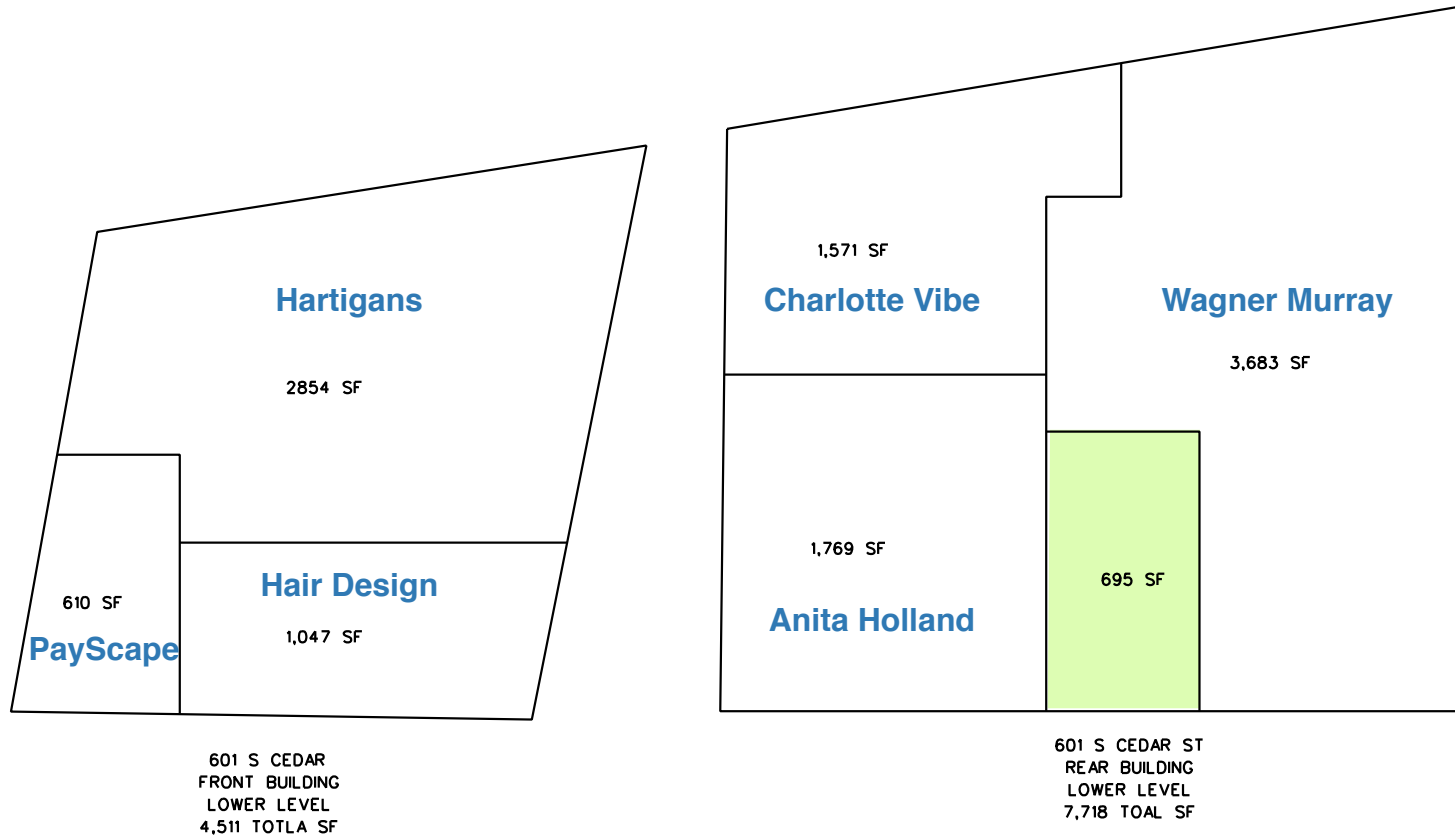 Hartigans
2854 SF
610 SF
PayScape
Hair Design
1,047 SF
601 S CEDAR
FRONT BUILDING
LOWER LEVEL
4,511 TOTLA SF
1,571 SF
Charlotte Vibe
Wagner Murray
3,683 SF
1,769 SF
Anita Holland
695 SF
601 S CEDAR ST
REAR BUILDING
LOWER LEVEL
7,718 TOAL SF